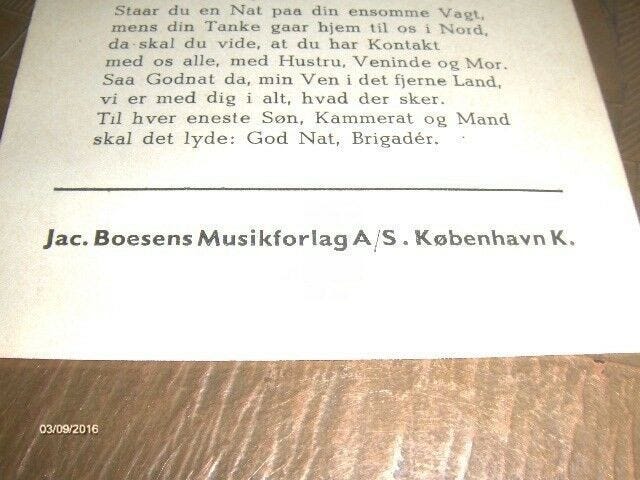 Staar du en Nat paa din ensomme Vagt,
mens din Tanke gaar hjem til os i Nord,
da skal du vide, at du har Kontakt
med os alle, med Hustru, Veninde og Mor.
Saa Godnat da, min Ven i det fjerne Land,
vi er med dig i alt, hvad der sker.
Til hver eneste Søn, Kammerat og Mand
skal det lyde: God Nat, Brigadér.
Jac. Boesens Musikforlag A/S. København K.
03/09/2016